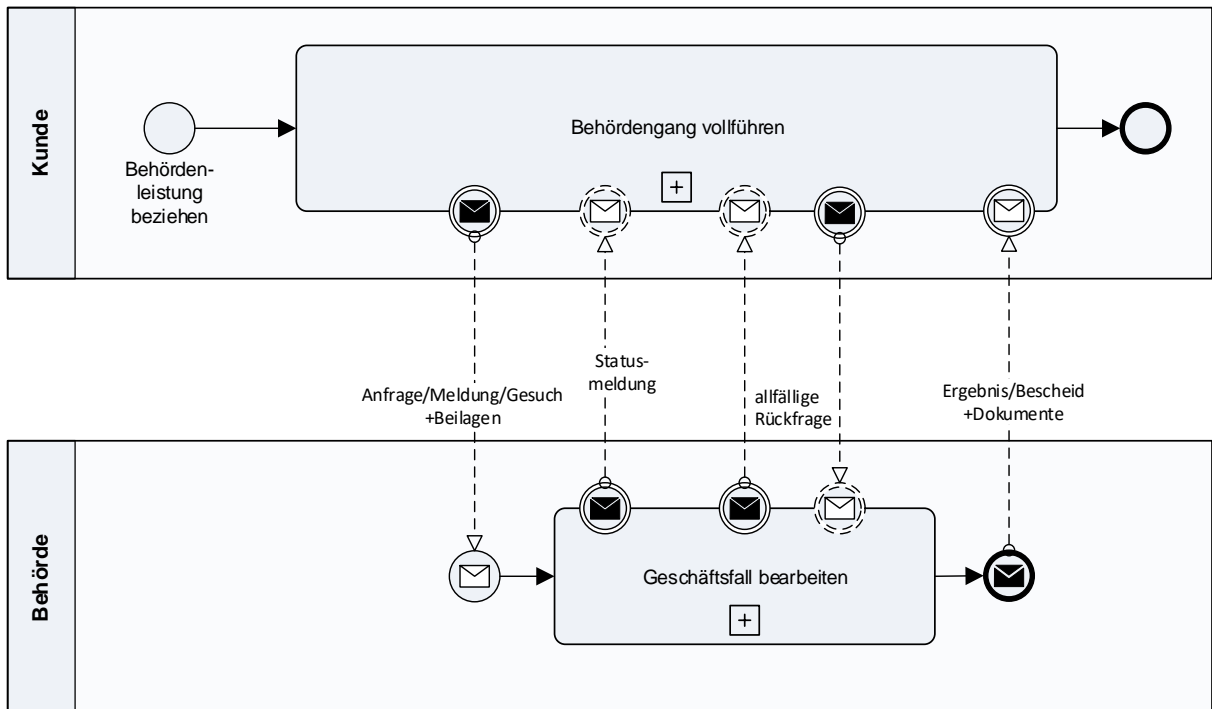 Kunde
Behördengang vollführen
Behörden-
leistung
beziehen
+
Status-
meldung
Anfrage/Meldung/Gesuch
+Beilagen
allfällige
Rückfrage
Ergebnis/Bescheid
+Dokumente
Behörde
Geschäftsfall bearbeiten
+